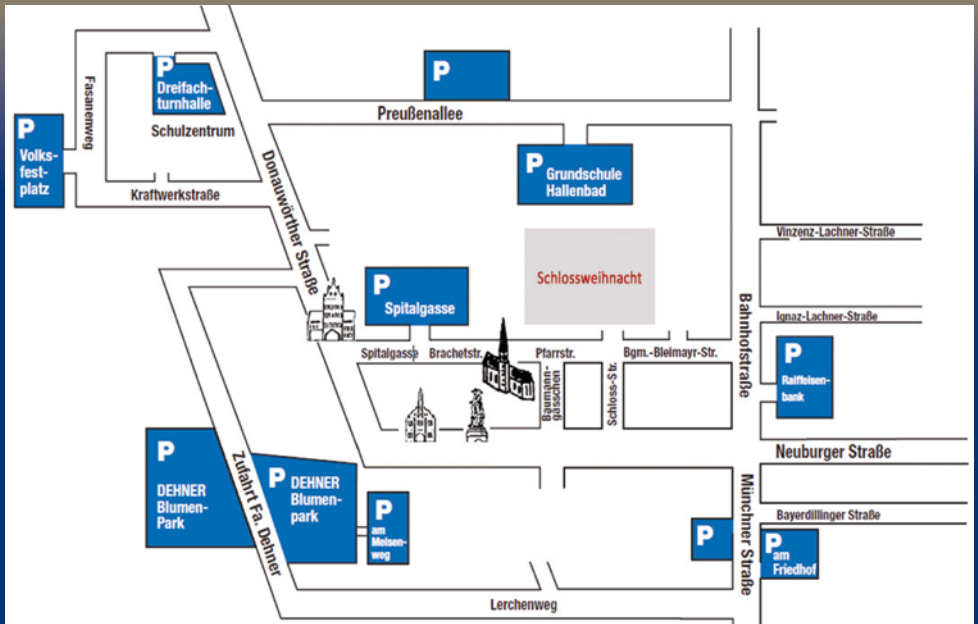 P
Preußenallee
Fasanenweg
P
Dreifach-
turnhalle
Schulzentrum
P
Volks-
fest-
platz
Kraftwerkstraße
Donauwörther Straße
P
Grundschule
Hallenbad
Vinzenz-Lachner-Straße
Schlossweihnacht
P
Spitalgasse
Bahnhofstraße
Ignaz-Lachner-Straße
Spitalgasse
Brachetstr.
Pfarrstr.
Bgm.-Bleimayr-Str.
P
Raiffeisen-
bank
Baumann-
gässchen
Schloss-Str.
Neuburger Straße
P
DEHNER
Blumen-
Park
Zufahrt Fa. Dehner
P
DEHNER
Blumen-
park
P
am
Meisen-
weg
Münchner Straße
Bayerdillinger Straße
P
P
am
Friedhof
Lerchenweg